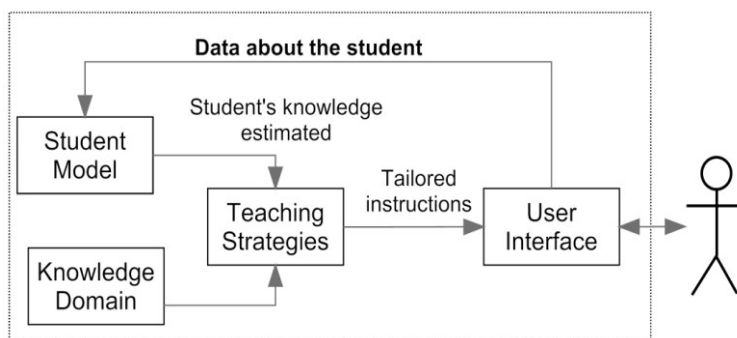 Data about the student
Student's knowledge
estimated
Student
Model
Tailored
instructions
Teaching
Strategies
User
Interface
Knowledge
Domain